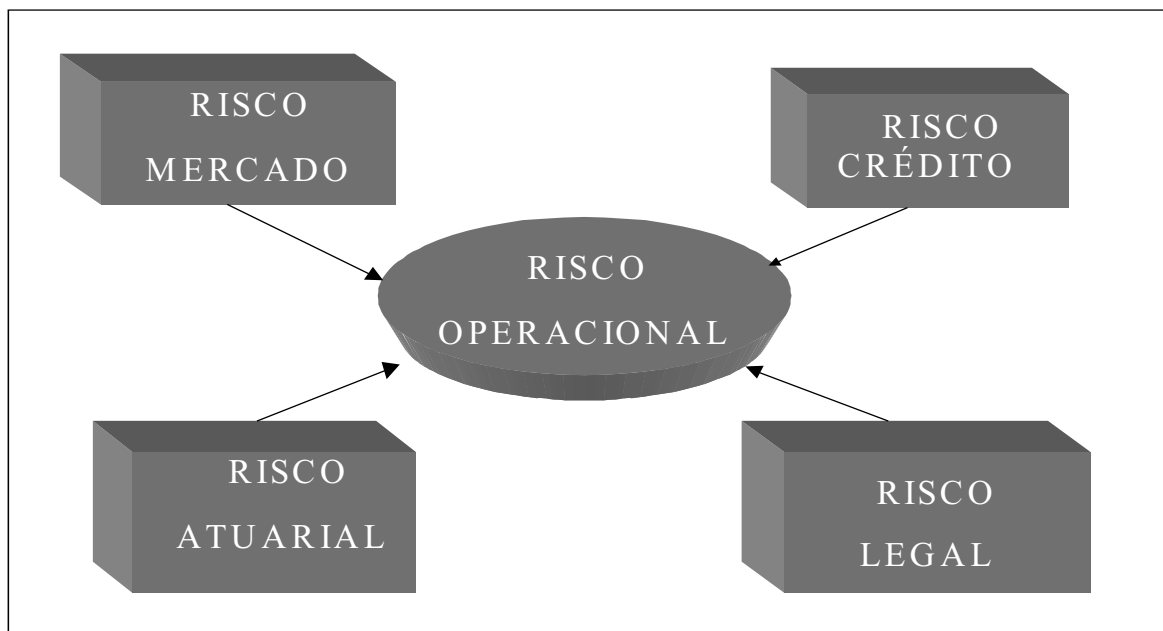 RISCO
MERCADO
RISCO
CRÉDITO
RISCO
OPERACIONAL
RISCO
ATUARIAL
RISCO
LEGAL